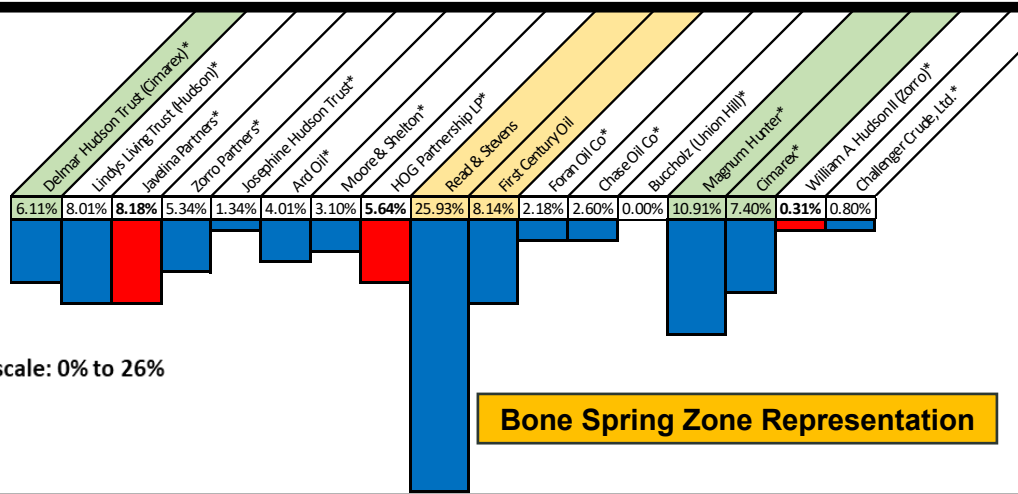 Delmar Hudson Trust (Cimarex)*
Lindys Living Trust (Hudson)*
Javelina Partners*
Zorro Partners*
Josephine Hudson Trust*
Ard Oil*
Moore & Shelton*
HOG Partnership LP*
Read & Stevens
First Century Oil
Foran Oil Co*
Chase Oil Co*
Buccholz (Union Hill)*
Magnum Hunter*
Cimarex*
William A Hudson II (Zorro)*
Challenger Crude, Ltd.*
6.11% 8.01% 8.18% 5.34% 1.34% 4.01% 3.10% 5.64% 25.93% 8.14% 2.18% 2.60% 0.00% 10.91% 7.40% 0.31% 0.80%
scale: 0% to 26%
Bone Spring Zone Representation